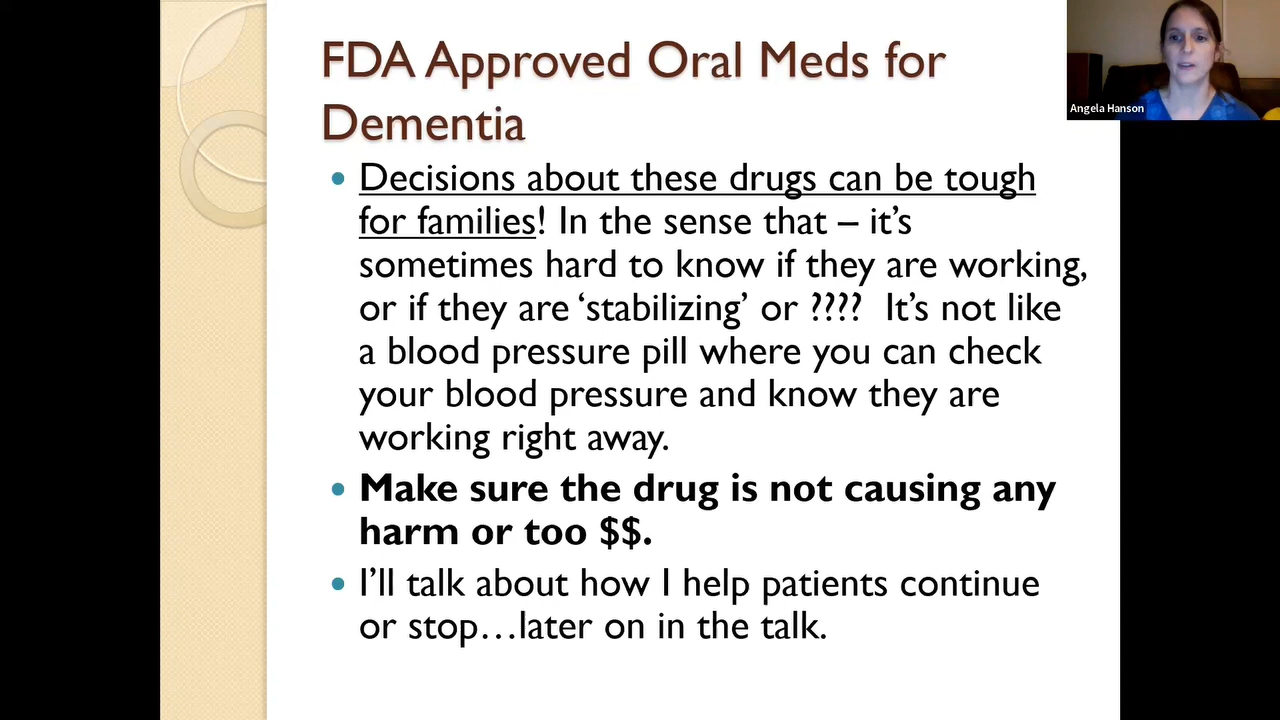 FDA Approved Oral Meds for
Dementia
• Decisions about these drugs can be tough
for families! In the sense that – it’s
sometimes hard to know if they are working,
or if they are ‘stabilizing’ or ???? It’s not like
a blood pressure pill where you can check
your blood pressure and know they are
working right away.
• Make sure the drug is not causing any
harm or too $$.
• I’ll talk about how I help patients continue
or stop…later on in the talk.
Angela Hanson